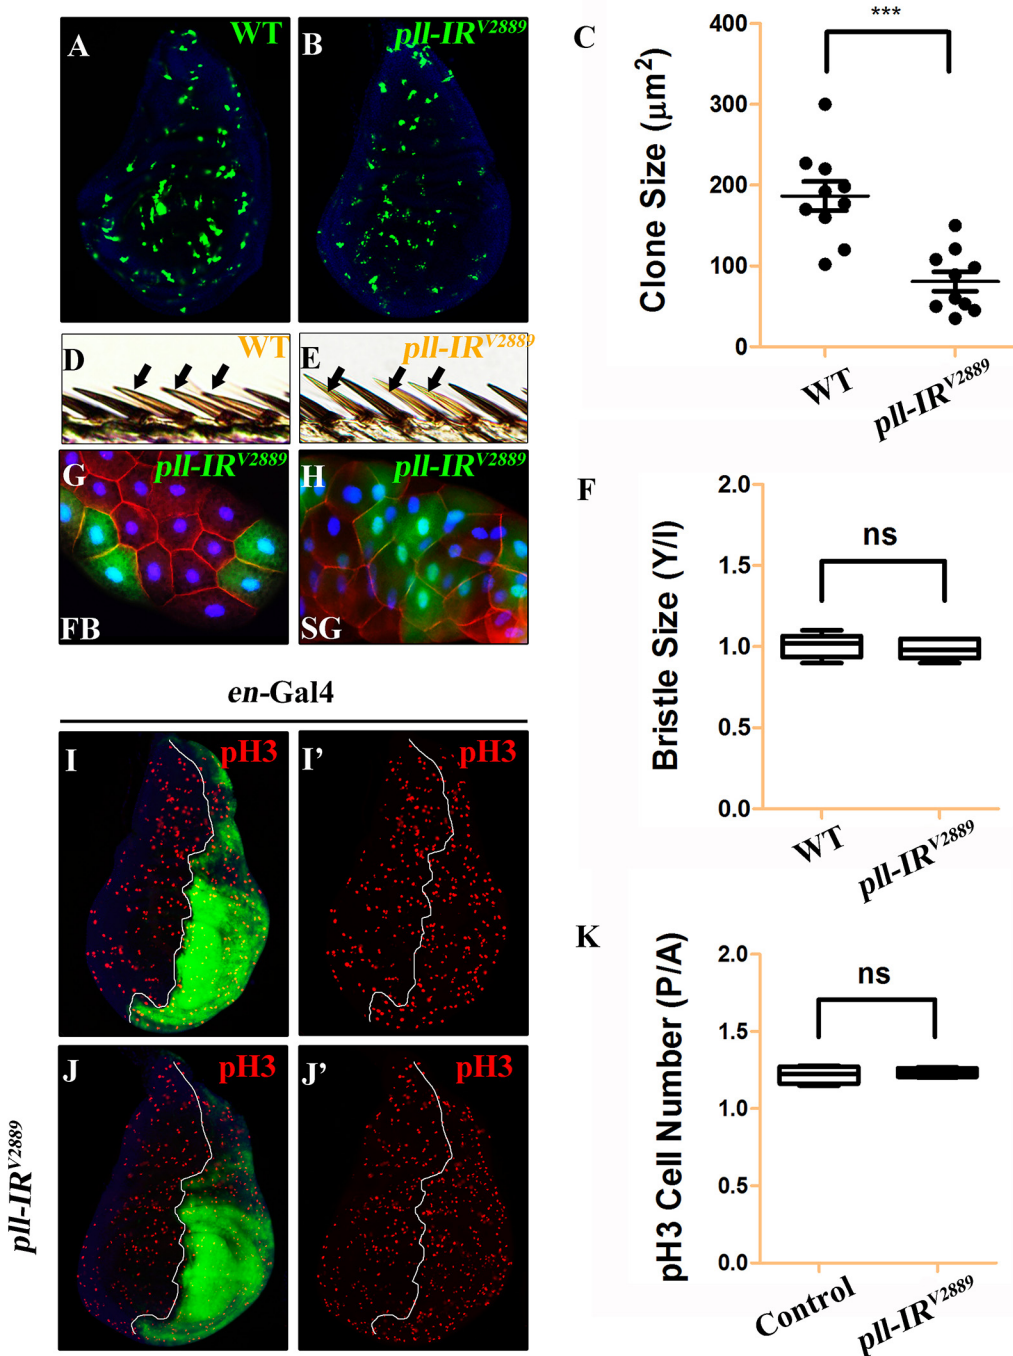 A WT
B pll-IR^V2889
C
***
Clone Size (μm²)
400
300
200
100
0
WT
pll-IR^V2889
D WT
E pll-IR^V2889
G pll-IR^V2889
FB
H pll-IR^V2889
SG
F
ns
Bristle Size (Y/I)
2.0
1.5
1.0
0.5
0.0
WT
pll-IR^V2889
en-Gal4
I pH3
I' pH3
pll-IR^V2889
J pH3
J' pH3
K
ns
pH3 Cell Number (P/A)
2.0
1.5
1.0
0.5
0.0
Control
pll-IR^V2889